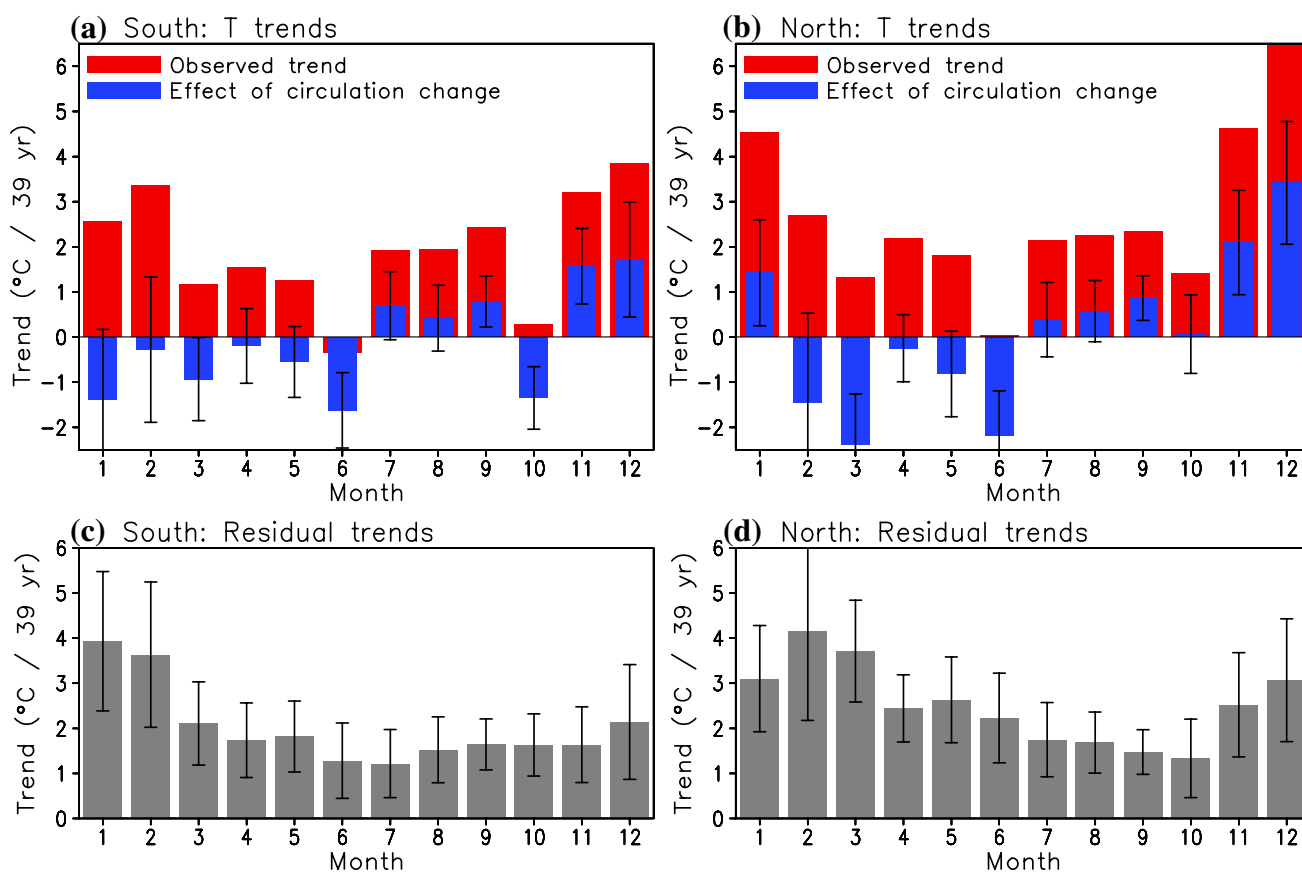 (a) South: T trends
Observed trend
Effect of circulation change
6
5
4
3
2
1
0
-1
-2
Trend (°C / 39 yr)
1 2 3 4 5 6 7 8 9 10 11 12
Month
(b) North: T trends
Observed trend
Effect of circulation change
6
5
4
3
2
1
0
-1
-2
Trend (°C / 39 yr)
1 2 3 4 5 6 7 8 9 10 11 12
Month
(c) South: Residual trends
6
5
4
3
2
1
0
Trend (°C / 39 yr)
1 2 3 4 5 6 7 8 9 10 11 12
Month
(d) North: Residual trends
6
5
4
3
2
1
0
Trend (°C / 39 yr)
1 2 3 4 5 6 7 8 9 10 11 12
Month